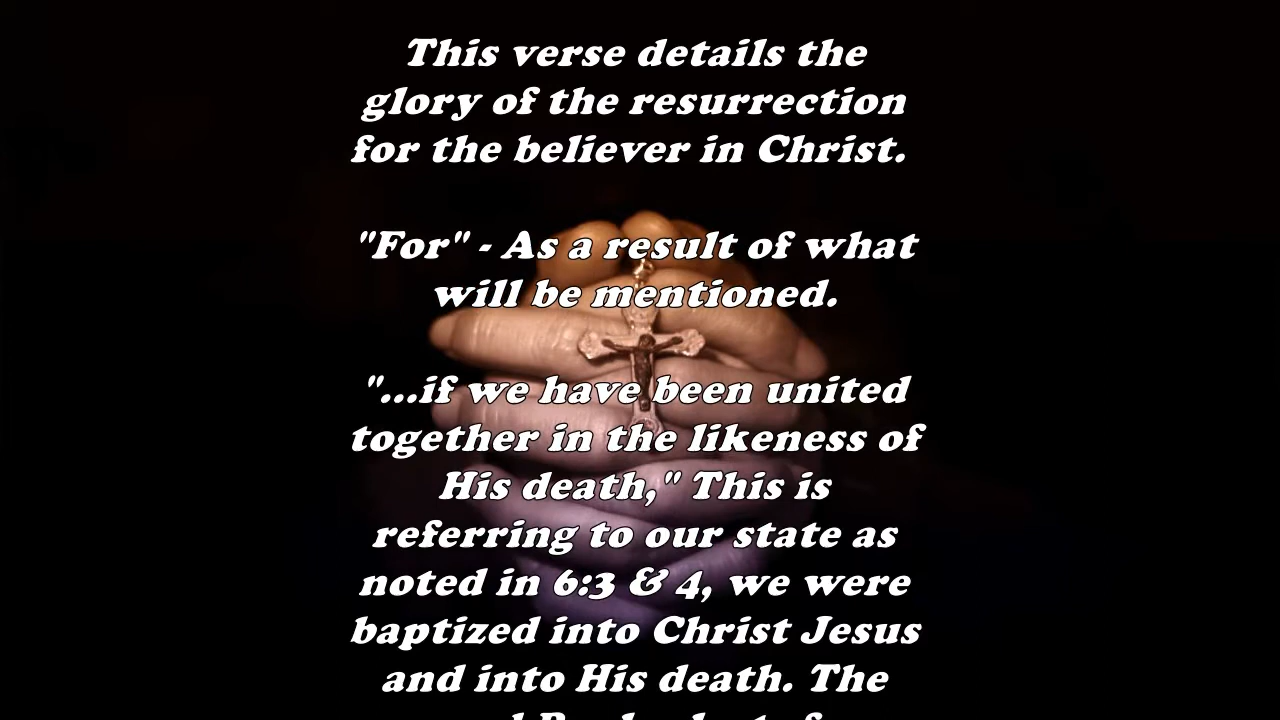 This verse details the
glory of the resurrection
for the believer in Christ.
"For" - As a result of what
will be mentioned.
"...if we have been united
together in the likeness of
His death," This is
referring to our state as
noted in 6:3 & 4, we were
baptized into Christ Jesus
and into His death. The